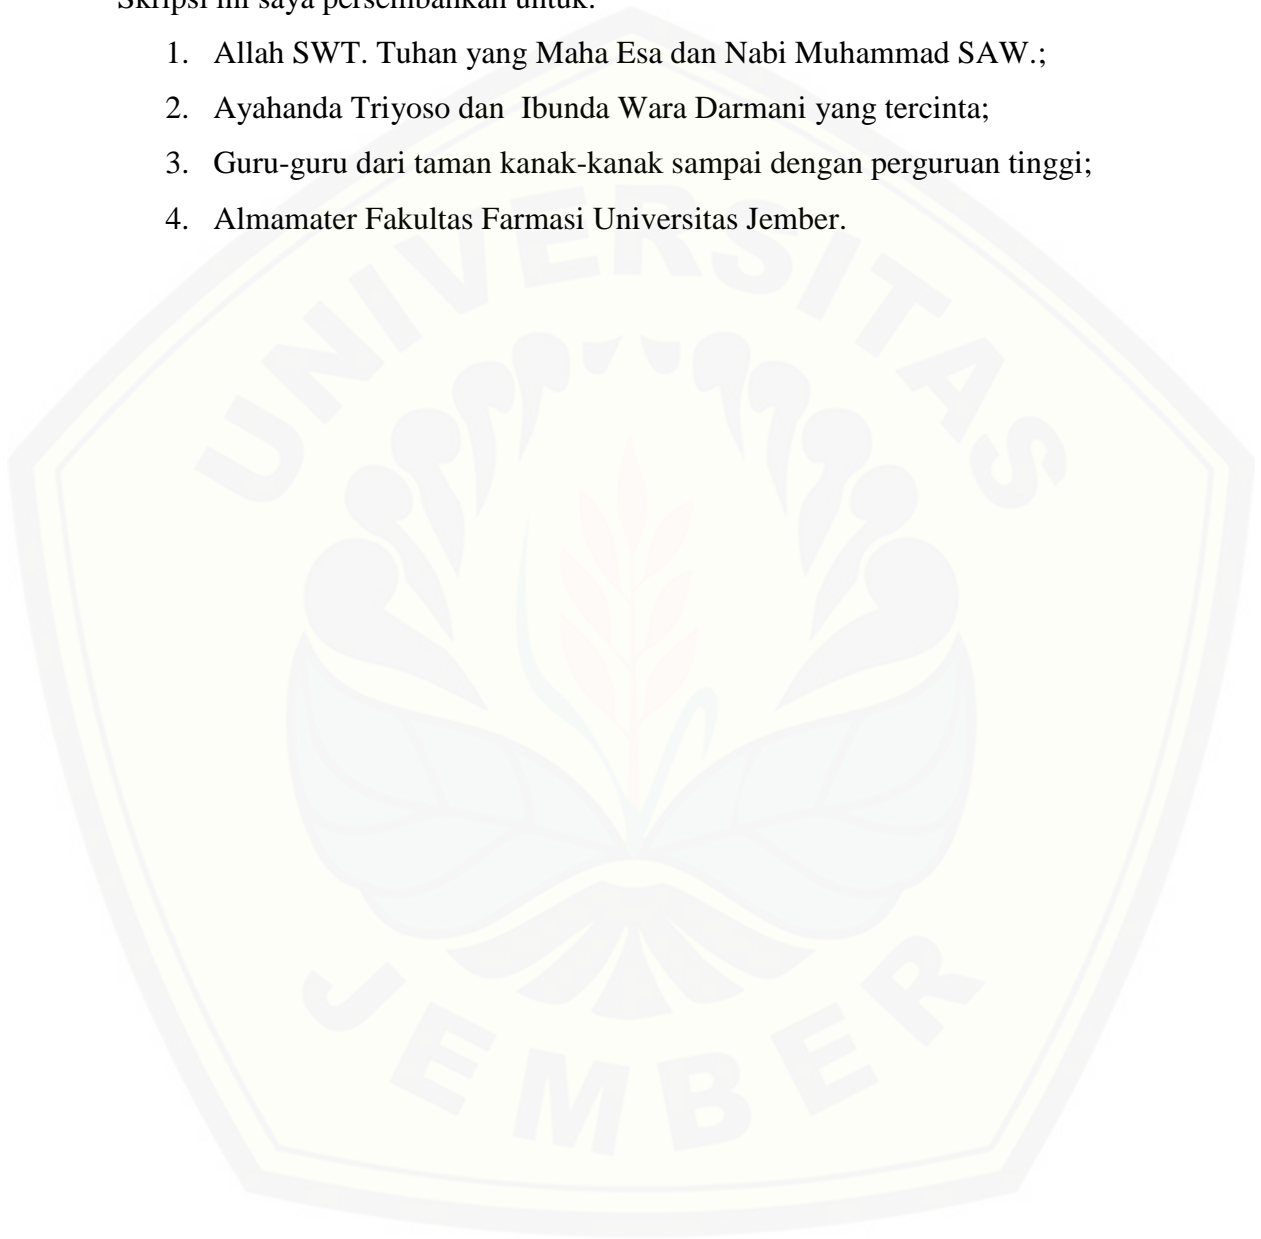 Skripsi ini saya persembahkan untuk:
1. Allah SWT. Tuhan yang Maha Esa dan Nabi Muhammad SAW.;
2. Ayahanda Triyoso dan Ibunda Wara Darmani yang tercinta;
3. Guru-guru dari taman kanak-kanak sampai dengan perguruan tinggi;
4. Almamater Fakultas Farmasi Universitas Jember.
UNIVERSITAS
JEMBER